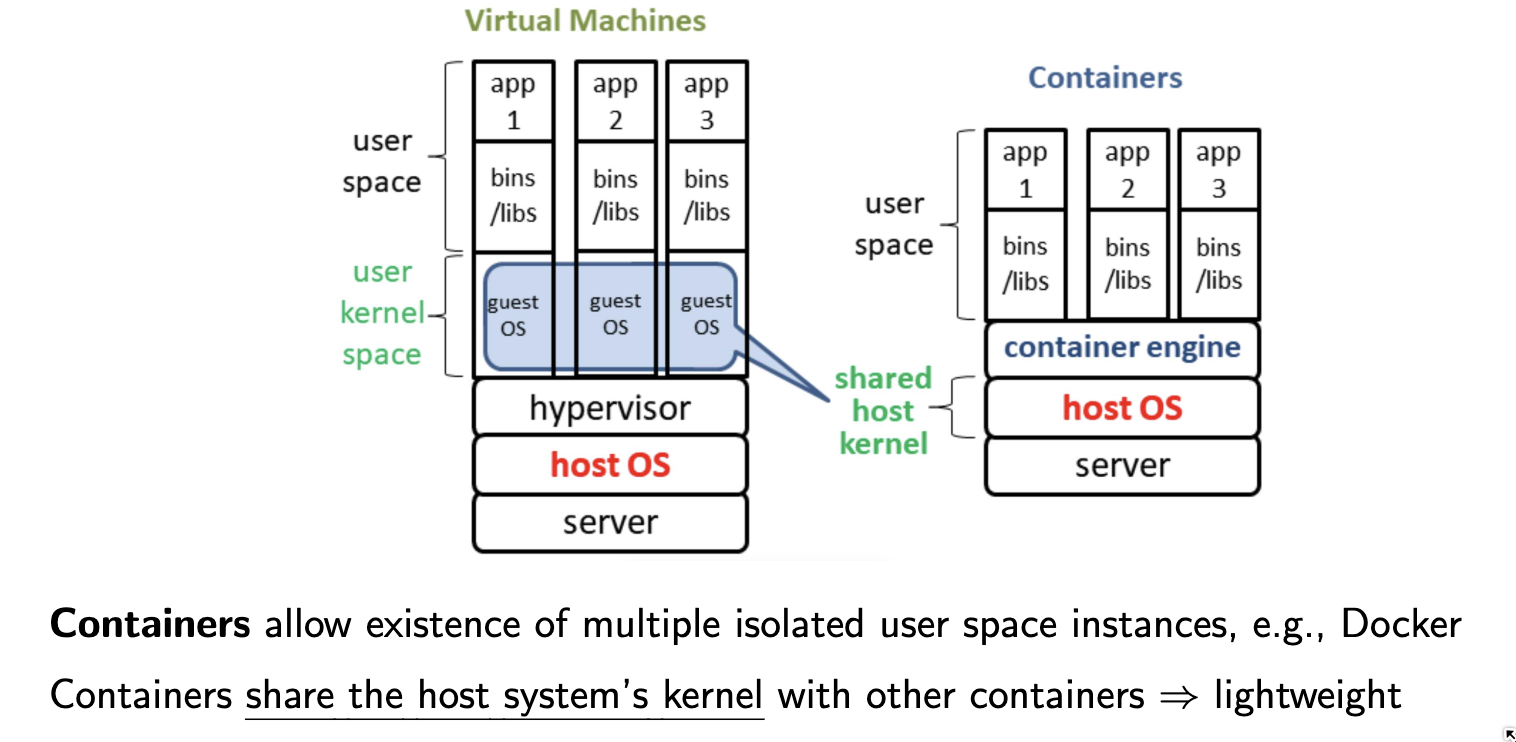 Virtual Machines
user
space
app
1
app
2
app
3
bins
/libs
bins
/libs
bins
/libs
user
kernel
space
guest
OS
guest
OS
guest
OS
hypervisor
host OS
server
Containers
user
space
app
1
app
2
app
3
bins
/libs
bins
/libs
bins
/libs
container engine
shared
host
kernel
host OS
server
Containers allow existence of multiple isolated user space instances, e.g., Docker
Containers share the host system's kernel with other containers ⇒ lightweight